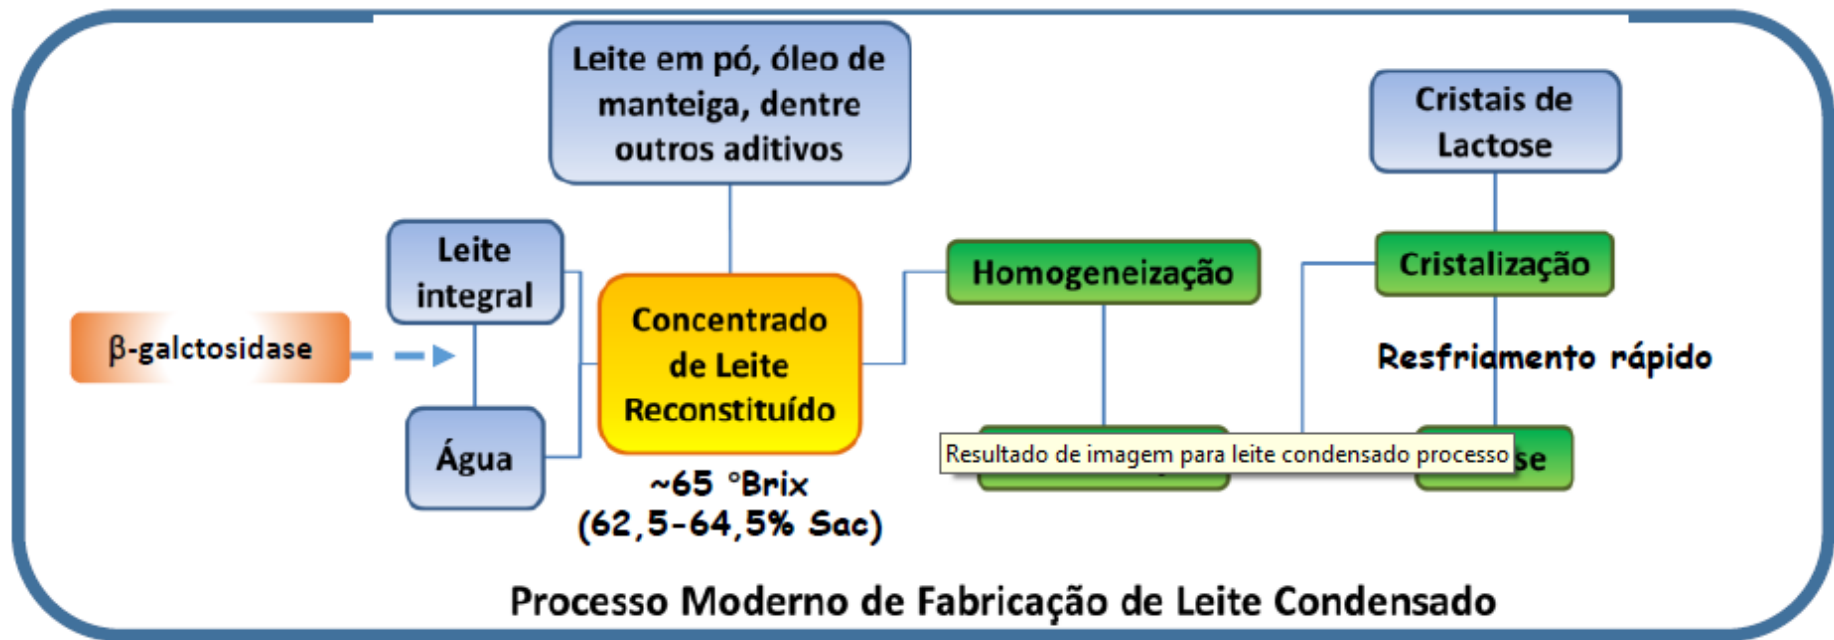 Leite em pó, óleo de
manteiga, dentre
outros aditivos
Cristais de
Lactose
Leite
integral
Homogeneização
Cristalização
β-galctosidase
Concentrado
de Leite
Reconstituído
Resfriamento rápido
Água
Resultado de imagem para leite condensado processo
se
~65 °Brix
(62,5-64,5% Sac)
Processo Moderno de Fabricação de Leite Condensado